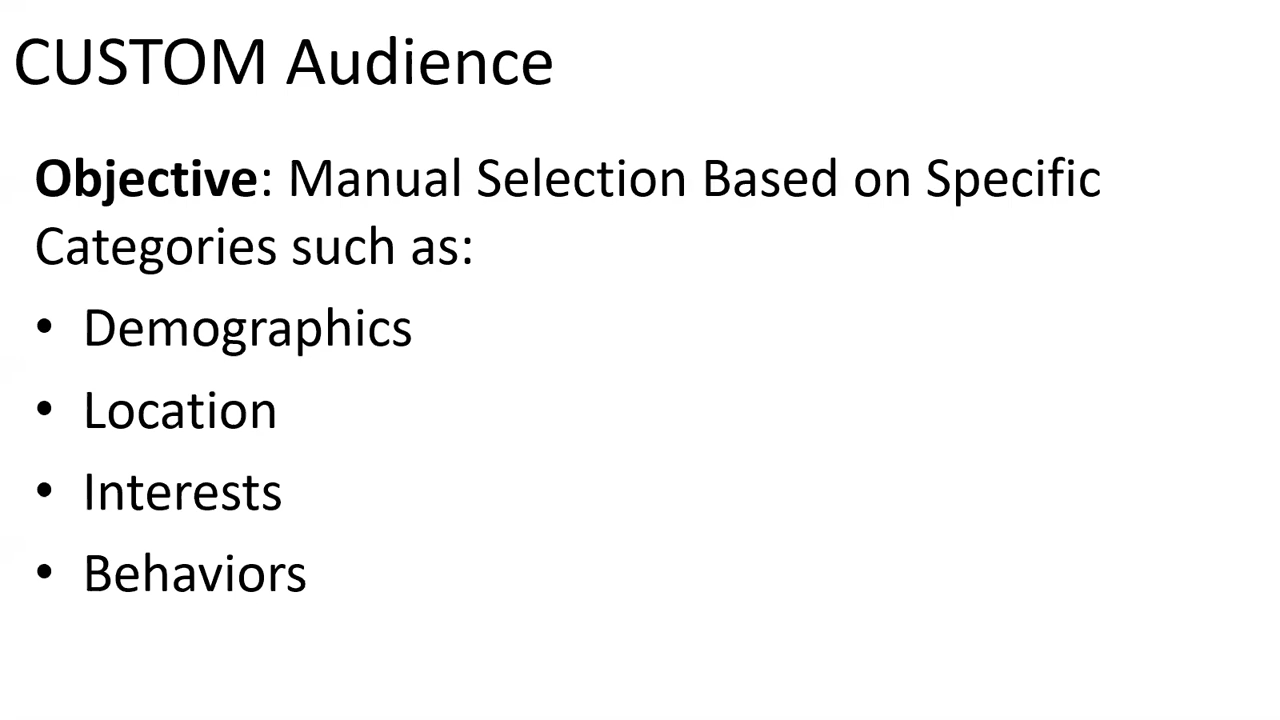 CUSTOM Audience
Objective: Manual Selection Based on Specific
Categories such as:
• Demographics
• Location
• Interests
• Behaviors